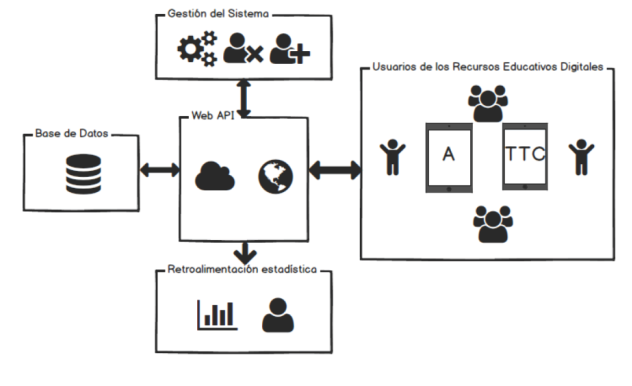 Gestión del Sistema
Usuarios de los Recursos Educativos Digitales
Web API
Base de Datos
A
TTC
Retroalimentación estadística